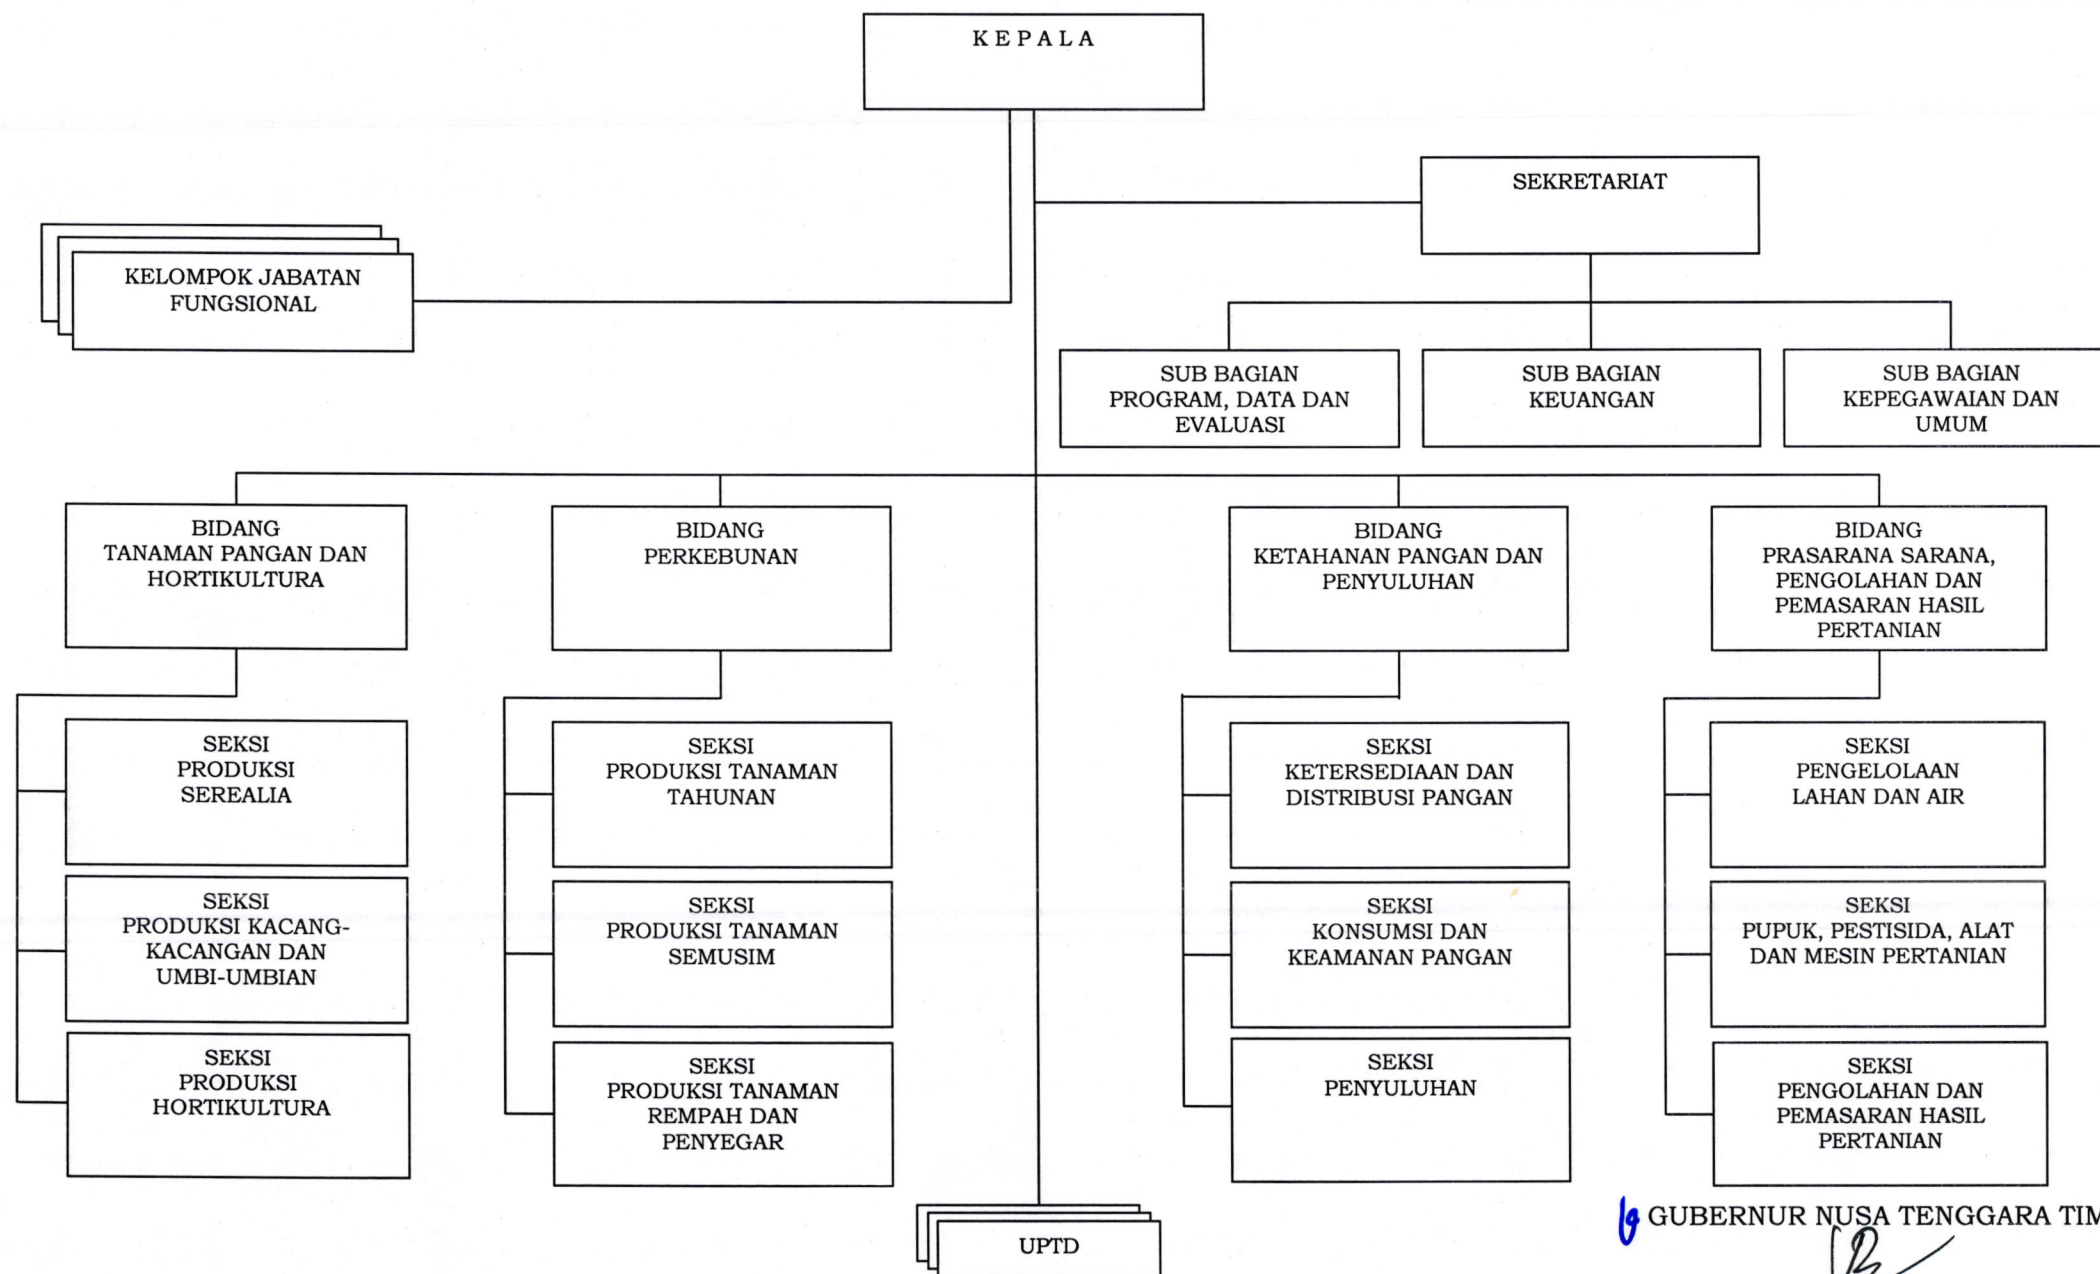 K E P A L A
SEKRETARIAT
KELOMPOK JABATAN
FUNGSIONAL
SUB BAGIAN
PROGRAM, DATA DAN
EVALUASI
SUB BAGIAN
KEUANGAN
SUB BAGIAN
KEPEGAWAIAN DAN
UMUM
BIDANG
TANAMAN PANGAN DAN
HORTIKULTURA
BIDANG
PERKEBUNAN
BIDANG
KETAHANAN PANGAN DAN
PENYULUHAN
BIDANG
PRASARANA SARANA,
PENGOLAHAN DAN
PEMASARAN HASIL
PERTANIAN
SEKSI
PRODUKSI
SEREALIA
SEKSI
PRODUKSI TANAMAN
TAHUNAN
SEKSI
KETERSEDIAAN DAN
DISTRIBUSI PANGAN
SEKSI
PENGELOLAAN
LAHAN DAN AIR
SEKSI
PRODUKSI KACANG-
KACANGAN DAN
UMBI-UMBIAN
SEKSI
PRODUKSI TANAMAN
SEMUSIM
SEKSI
KONSUMSI DAN
KEAMANAN PANGAN
SEKSI
PUPUK, PESTISIDA, ALAT
DAN MESIN PERTANIAN
SEKSI
PRODUKSI
HORTIKULTURA
SEKSI
PRODUKSI TANAMAN
REMPAH DAN
PENYEGAR
SEKSI
PENYULUHAN
SEKSI
PENGOLAHAN DAN
PEMASARAN HASIL
PERTANIAN
UPTD
GUBERNUR NUSA TENGGARA TIM